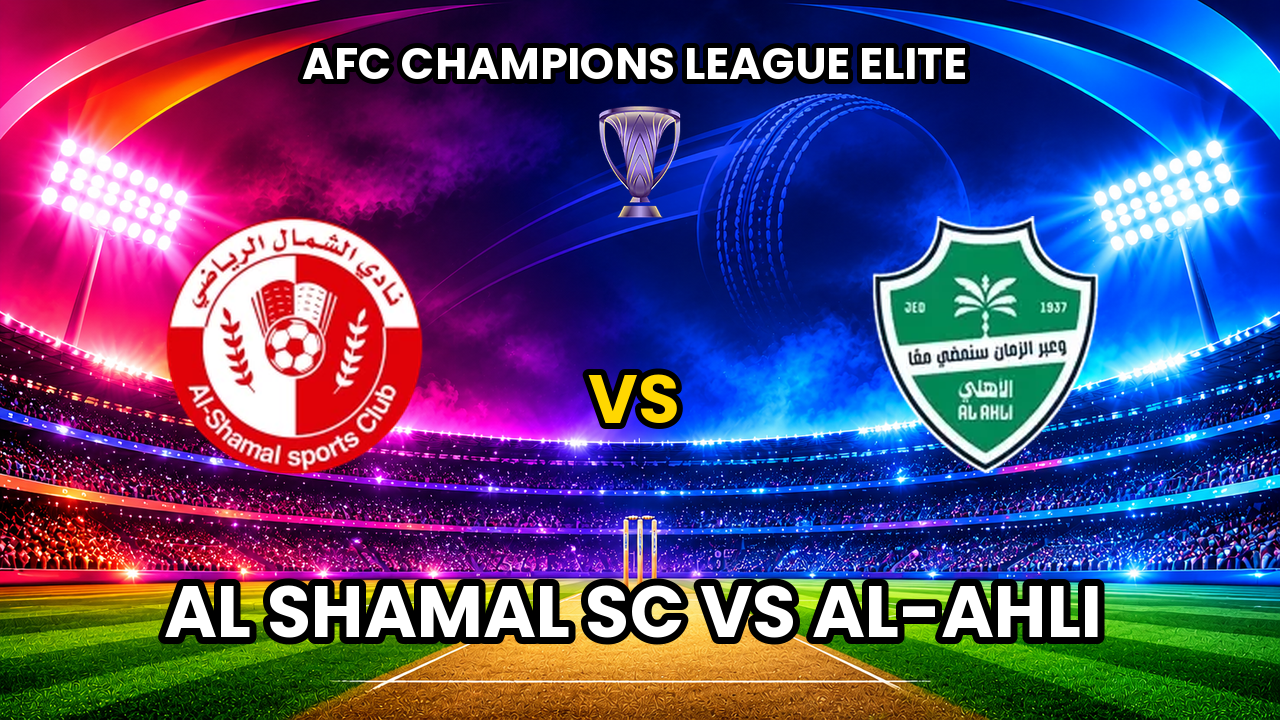 AFC CHAMPIONS LEAGUE ELITE
نادي الشمال الرياضي
Al-Shamal sports Club
VS
JED 1937
وعبر الزمان سنمضي معًا
الأهلي
AL AHLI
AL SHAMAL SC VS AL-AHLI